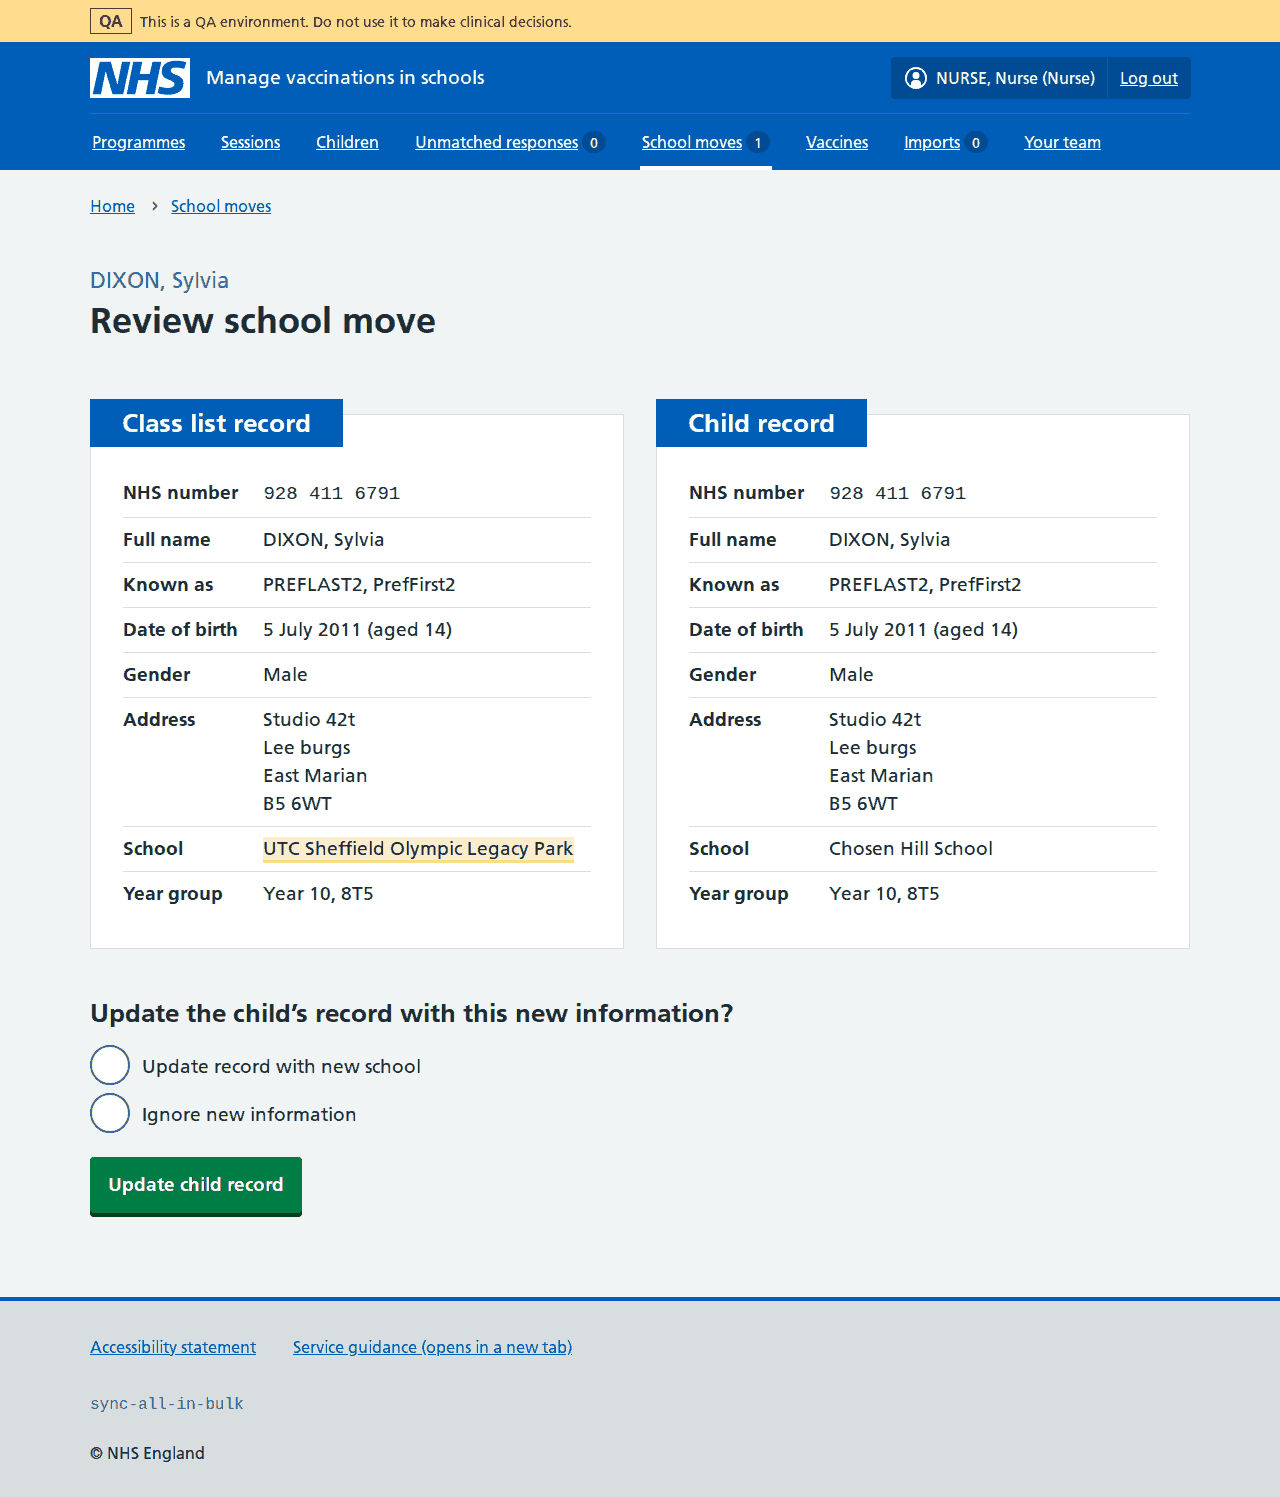 QA This is a QA environment. Do not use it to make clinical decisions.
NHS Manage vaccinations in schools
NURSE, Nurse (Nurse) Log out
Programmes Sessions Children Unmatched responses 0 School moves 1 Vaccines Imports 0 Your team
Home › School moves
DIXON, Sylvia
Review school move
Class list record
NHS number 928 411 6791
Full name DIXON, Sylvia
Known as PREFLAST2, PrefFirst2
Date of birth 5 July 2011 (aged 14)
Gender Male
Address Studio 42t
Lee burgs
East Marian
B5 6WT
School UTC Sheffield Olympic Legacy Park
Year group Year 10, 8T5
Child record
NHS number 928 411 6791
Full name DIXON, Sylvia
Known as PREFLAST2, PrefFirst2
Date of birth 5 July 2011 (aged 14)
Gender Male
Address Studio 42t
Lee burgs
East Marian
B5 6WT
School Chosen Hill School
Year group Year 10, 8T5
Update the child’s record with this new information?
Update record with new school
Ignore new information
Update child record
Accessibility statement Service guidance (opens in a new tab)
sync-all-in-bulk
© NHS England